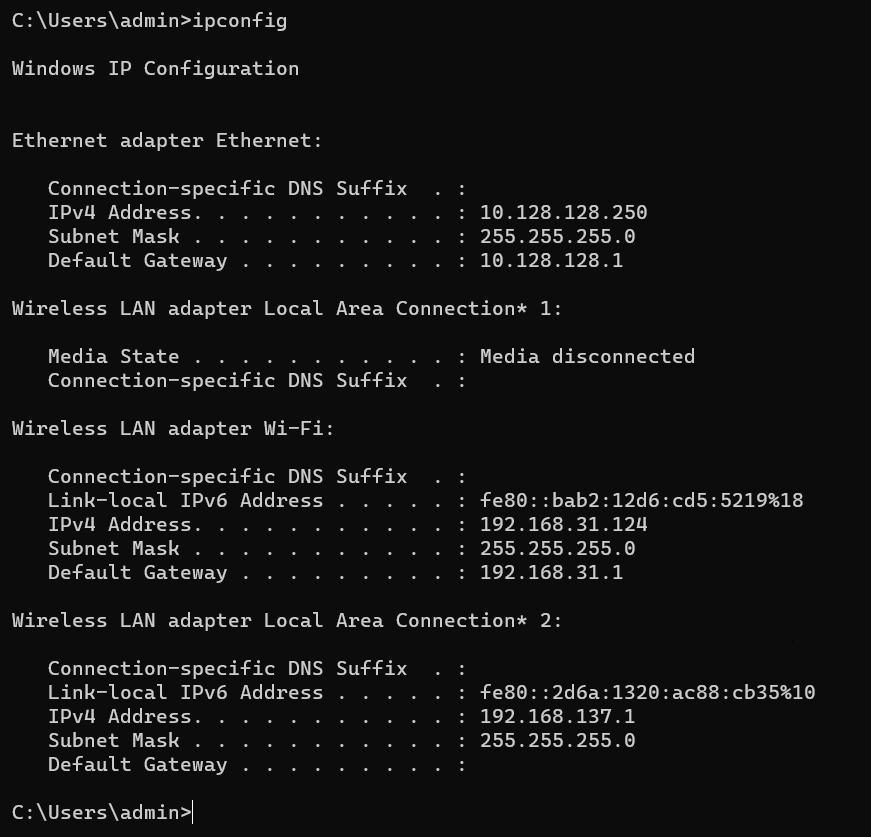 C:\Users\admin>ipconfig
Windows IP Configuration
Ethernet adapter Ethernet:
Connection-specific DNS Suffix  . :
IPv4 Address. . . . . . . . . . . : 10.128.128.250
Subnet Mask . . . . . . . . . . . : 255.255.255.0
Default Gateway . . . . . . . . . : 10.128.128.1
Wireless LAN adapter Local Area Connection* 1:
Media State . . . . . . . . . . . : Media disconnected
Connection-specific DNS Suffix  . :
Wireless LAN adapter Wi-Fi:
Connection-specific DNS Suffix  . :
Link-local IPv6 Address . . . . . : fe80::bab2:12d6:cd5:5219%18
IPv4 Address. . . . . . . . . . . : 192.168.31.124
Subnet Mask . . . . . . . . . . . : 255.255.255.0
Default Gateway . . . . . . . . . : 192.168.31.1
Wireless LAN adapter Local Area Connection* 2:
Connection-specific DNS Suffix  . :
Link-local IPv6 Address . . . . . : fe80::2d6a:1320:ac88:cb35%10
IPv4 Address. . . . . . . . . . . : 192.168.137.1
Subnet Mask . . . . . . . . . . . : 255.255.255.0
Default Gateway . . . . . . . . . :
C:\Users\admin>